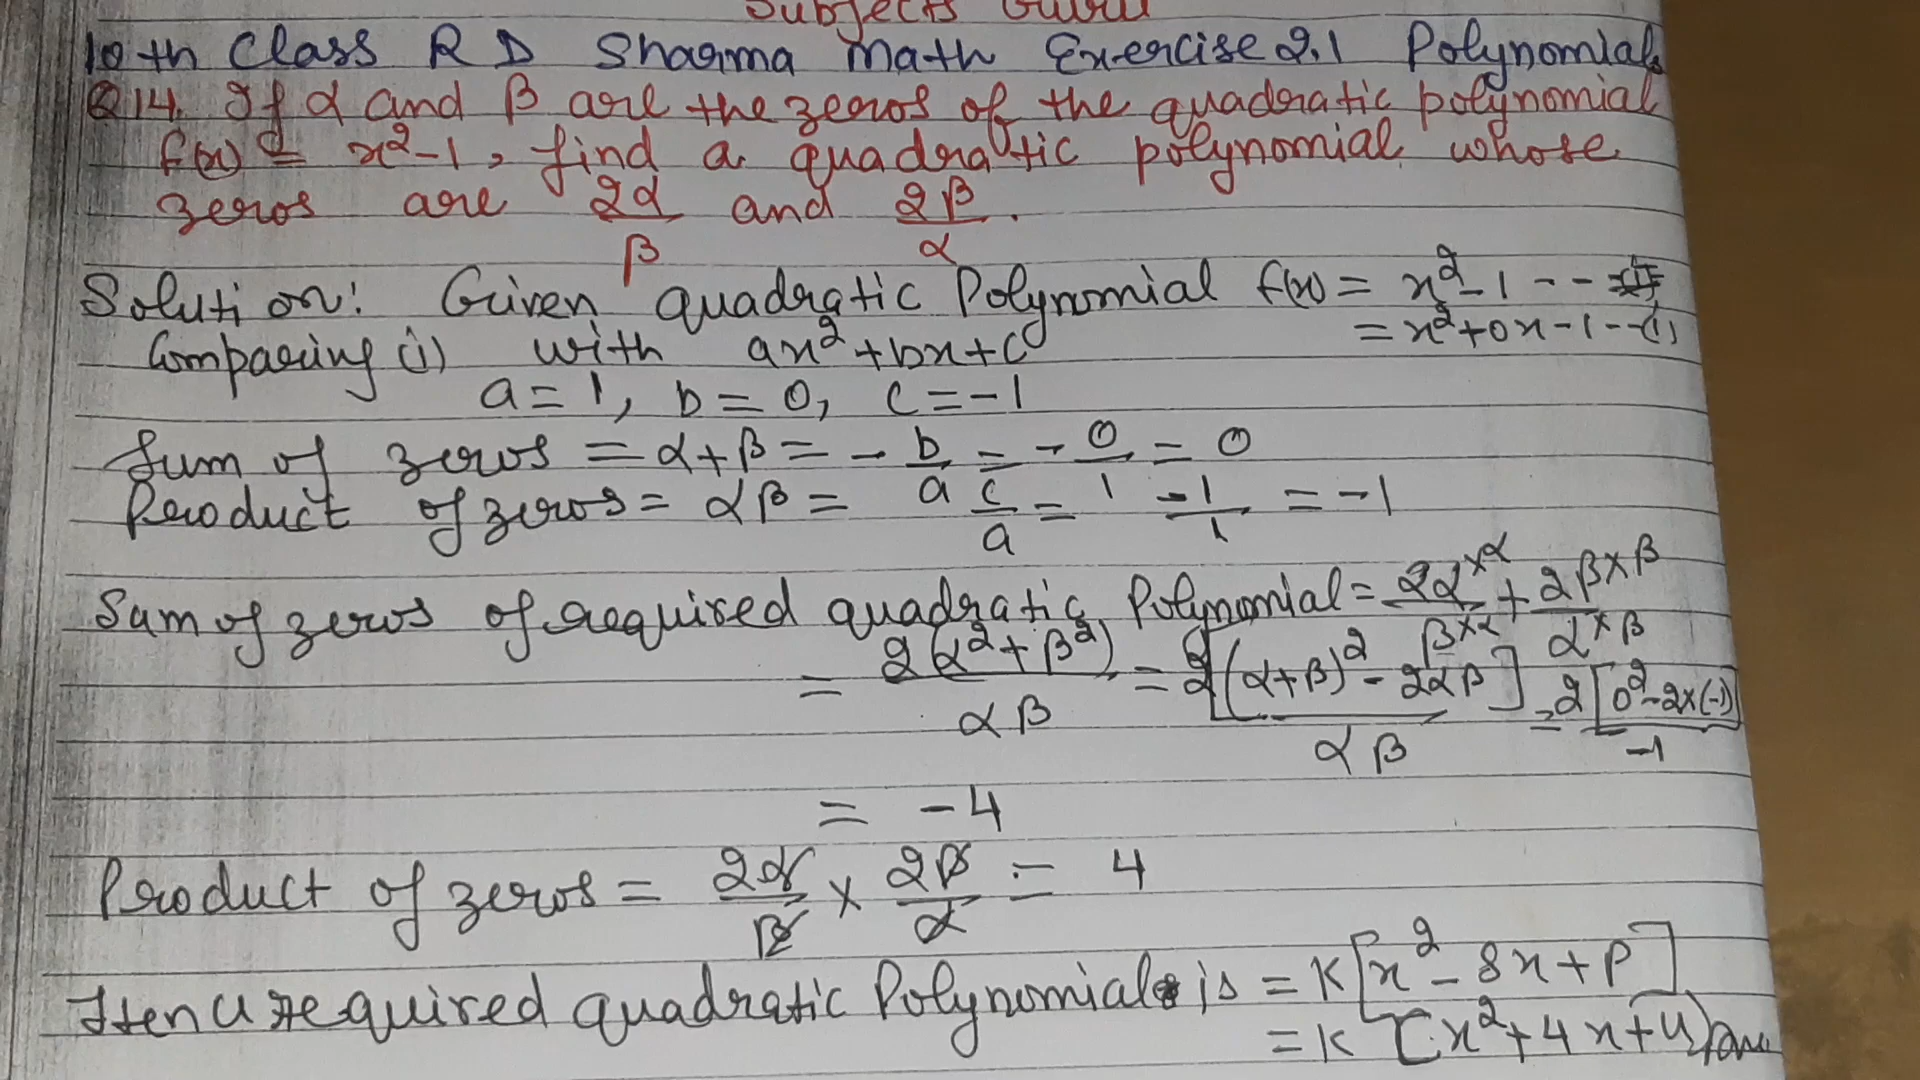 Subjects Guru
10th Class R D Sharma Math Exercise 2.1 Polynomials
Q14. If α and β are the zeros of the quadratic polynomial
f(x) = x²-1, find a quadratic polynomial whose
zeros are 2α/β and 2β/α.
Solution: Given quadratic Polynomial f(x) = x²-1 --
= x²+0x-1--(1)
Comparing (1) with ax²+bx+c
a=1, b=0, c=-1
Sum of zeros = α+β = -b/a = -0/1 = 0
Product of zeros = αβ = c/a = -1/1 = -1
Sum of zeros of required quadratic Polynomial = 2α×α/β×α + 2β×β/α×β
= 2(α²+β²)/αβ = 2[(α+β)²-2αβ]/αβ = 2[0²-2×(-1)]/-1
= -4
Product of zeros = 2α/β × 2β/α = 4
Hence required quadratic Polynomial is = K[x²-Sx+P]
= K[x²+4x+4] Ans